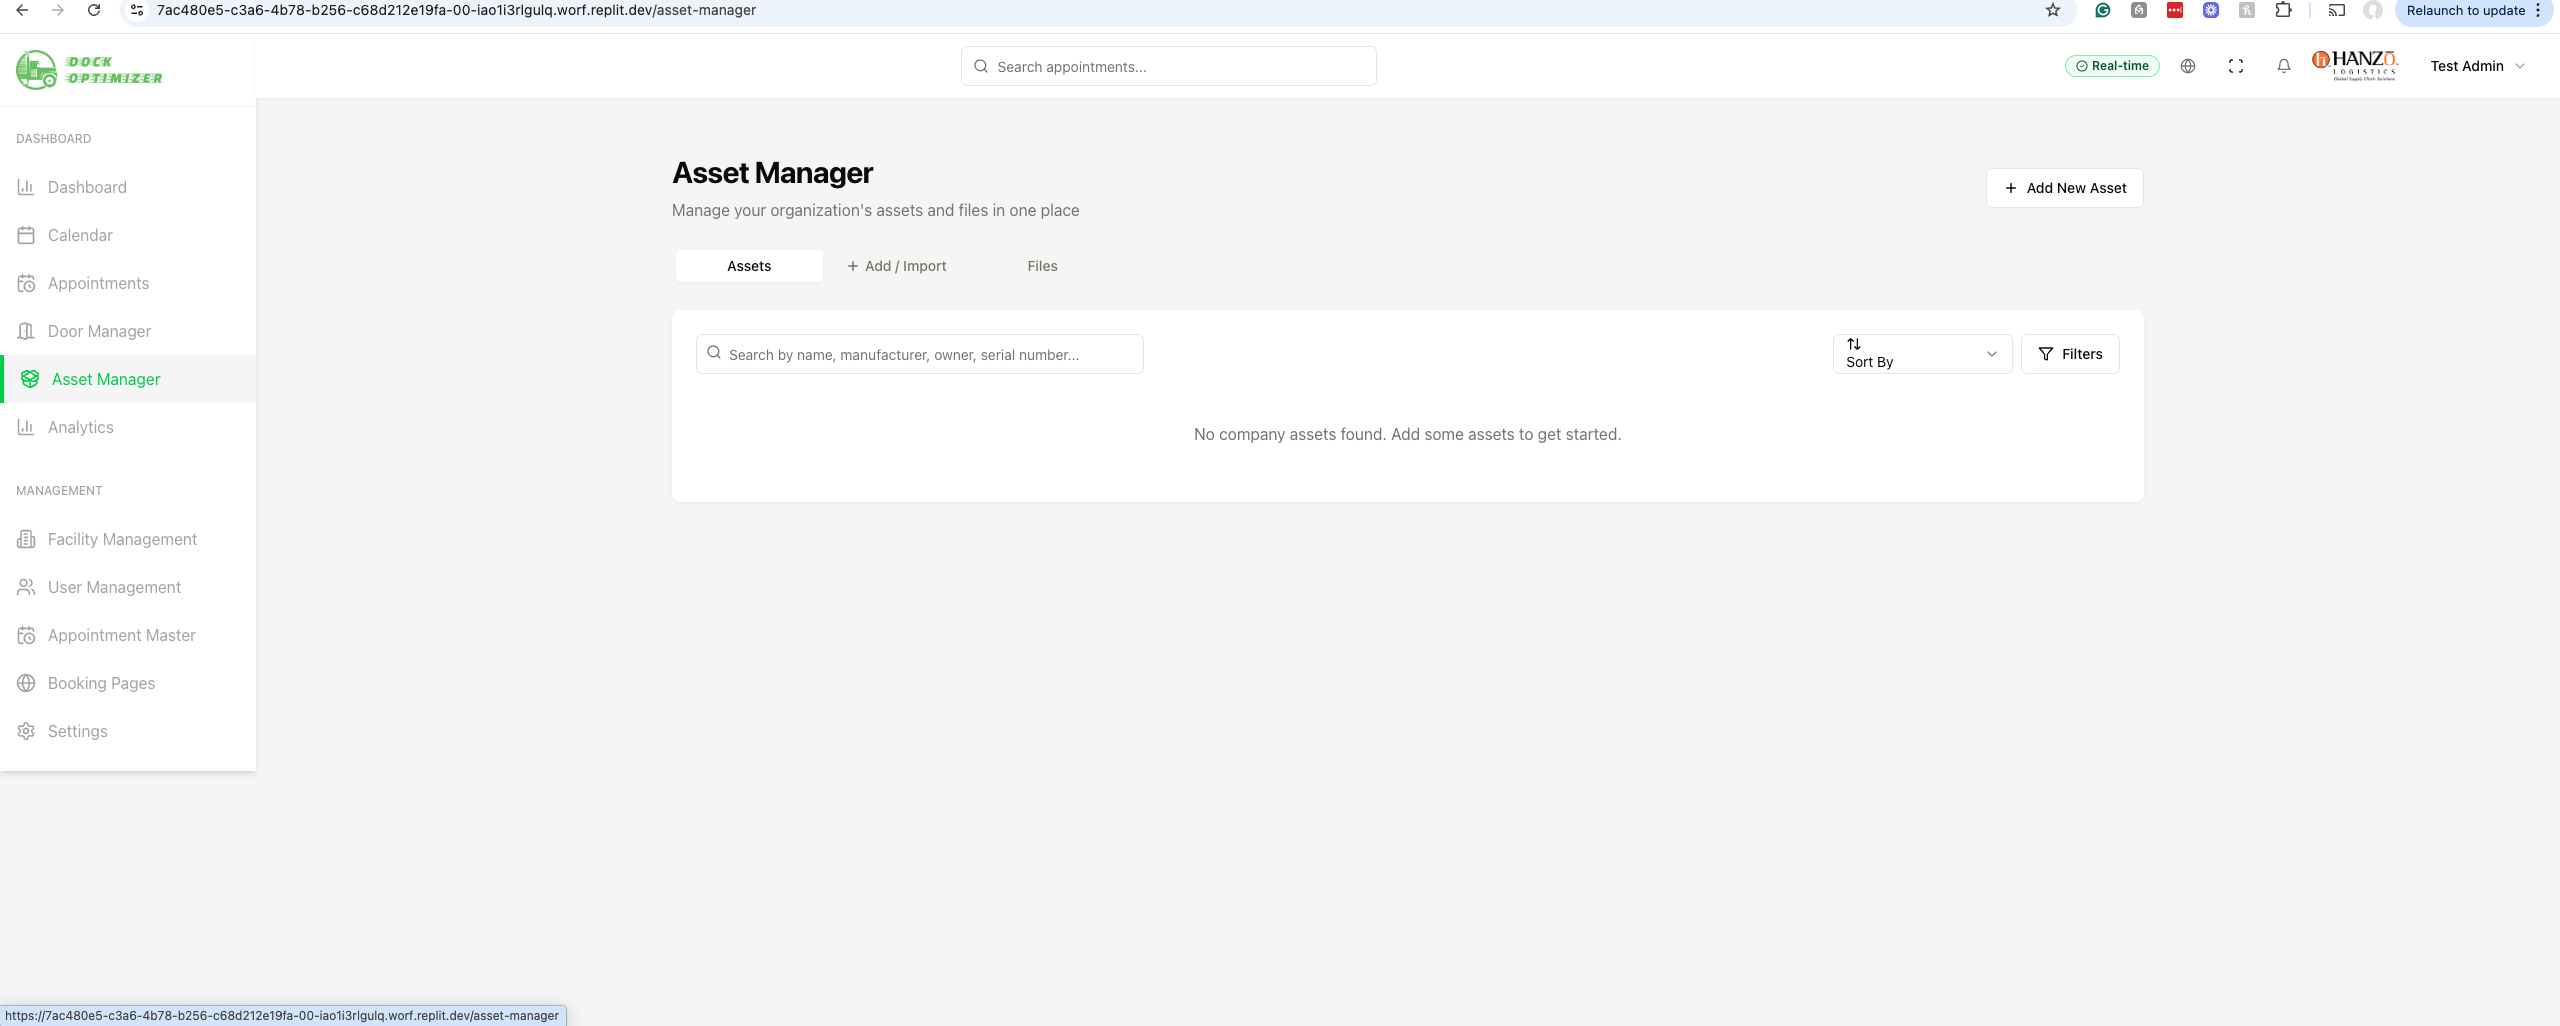 7ac480e5-c3a6-4b78-b256-c68d212e19fa-00-iao1i3rlgulq.worf.replit.dev/asset-manager
Relaunch to update
DOCK
OPTIMIZER
Search appointments...
Real-time
HANZO
LOGISTICS
Global Supply Chain Solutions
Test Admin
DASHBOARD
Dashboard
Calendar
Appointments
Door Manager
Asset Manager
Analytics
MANAGEMENT
Facility Management
User Management
Appointment Master
Booking Pages
Settings
Asset Manager
Manage your organization's assets and files in one place
Add New Asset
Assets
Add / Import
Files
Search by name, manufacturer, owner, serial number...
Sort By
Filters
No company assets found. Add some assets to get started.
https://7ac480e5-c3a6-4b78-b256-c68d212e19fa-00-iao1i3rlgulq.worf.replit.dev/asset-manager